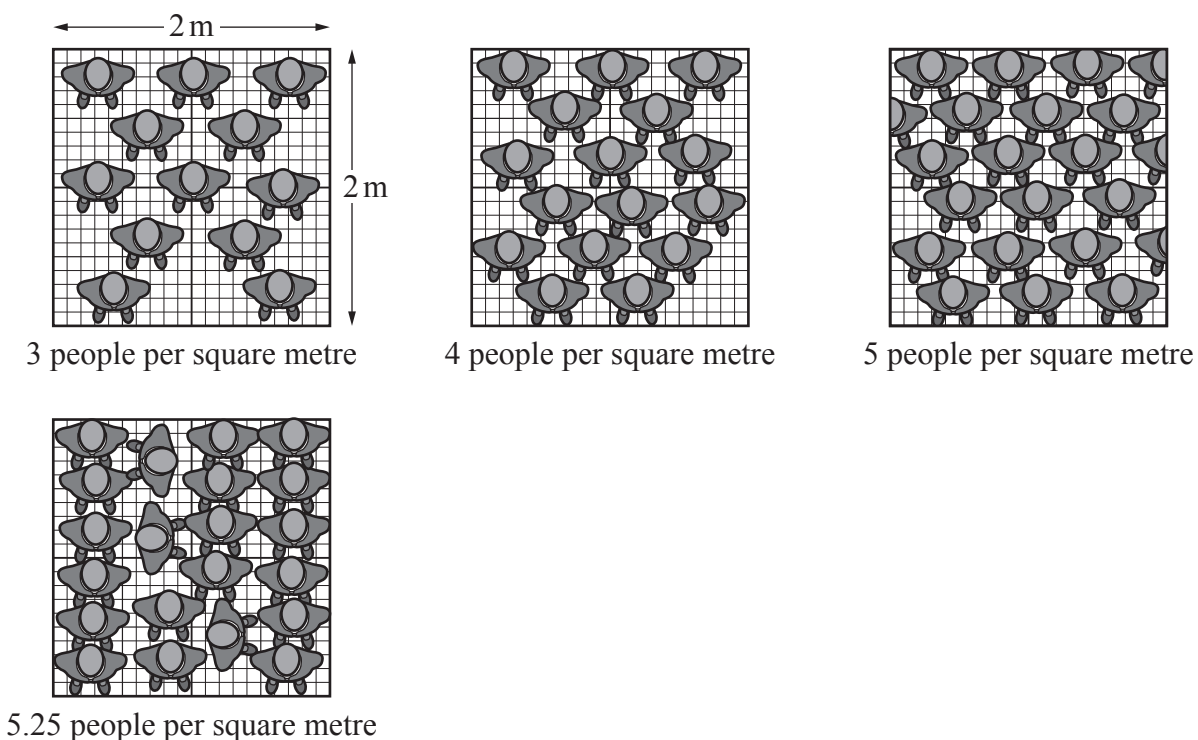 2 m
2 m
3 people per square metre
4 people per square metre
5 people per square metre
5.25 people per square metre